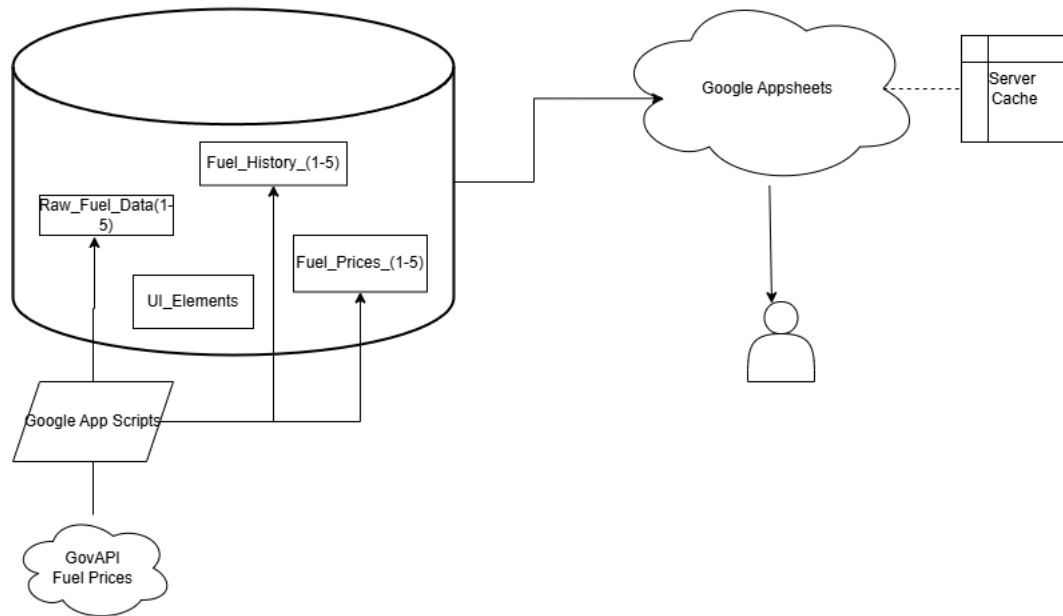 Google Appsheets
Server
Cache
Fuel_History_(1-5)
Raw_Fuel_Data(1-
5)
Fuel_Prices_(1-5)
UI_Elements
Google App Scripts
GovAPI
Fuel Prices